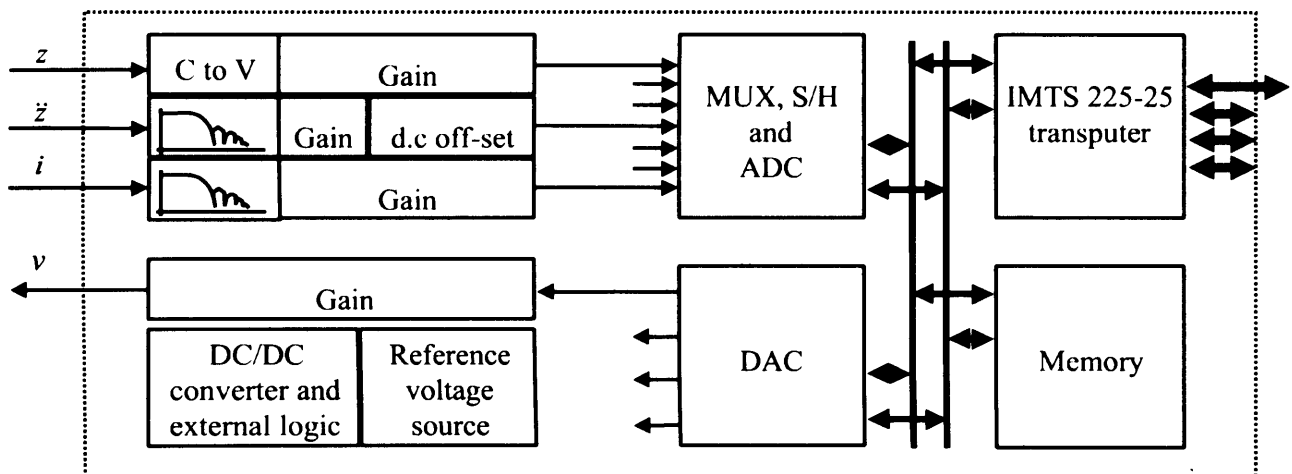 z
C to V
Gain
z̈
Gain
d.c off-set
i
Gain
MUX, S/H
and
ADC
IMTS 225-25
transputer
v
Gain
DC/DC
converter and
external logic
Reference
voltage
source
DAC
Memory